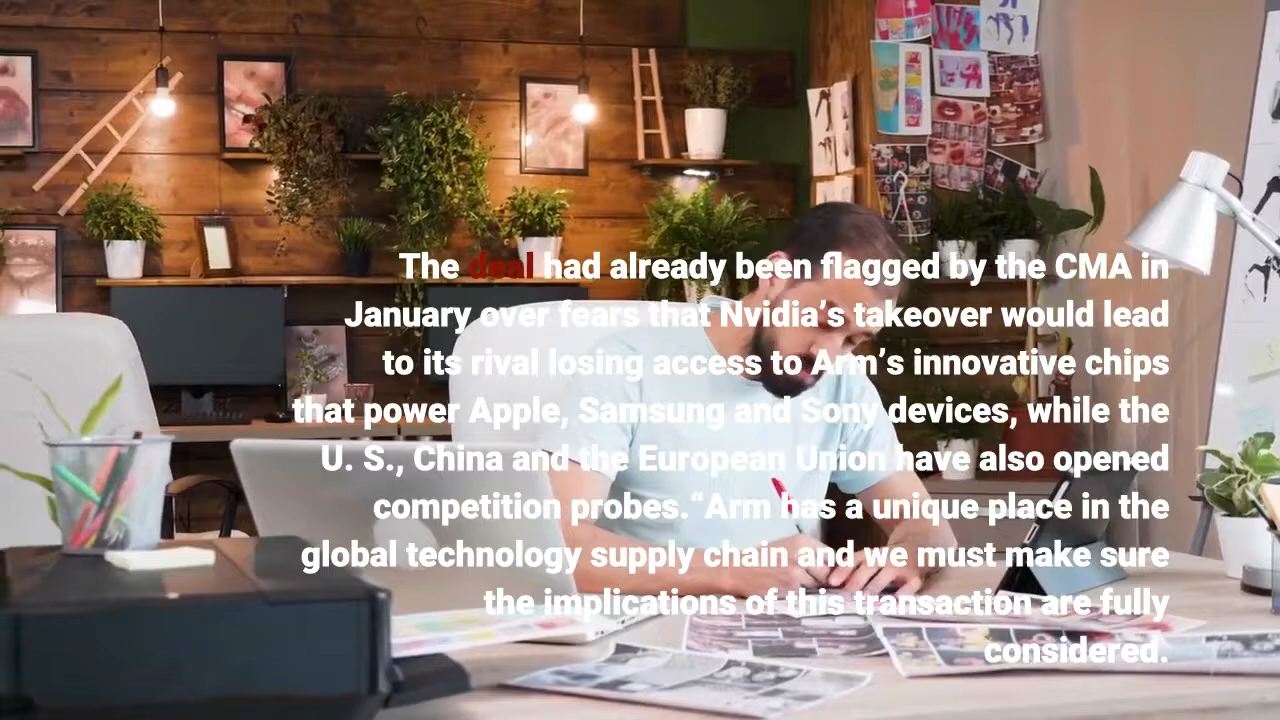 The deal had already been flagged by the CMA in
January over fears that Nvidia’s takeover would lead
to its rival losing access to Arm’s innovative chips
that power Apple, Samsung and Sony devices, while the
U. S., China and the European Union have also opened
competition probes.“Arm has a unique place in the
global technology supply chain and we must make sure
the implications of this transaction are fully
considered.